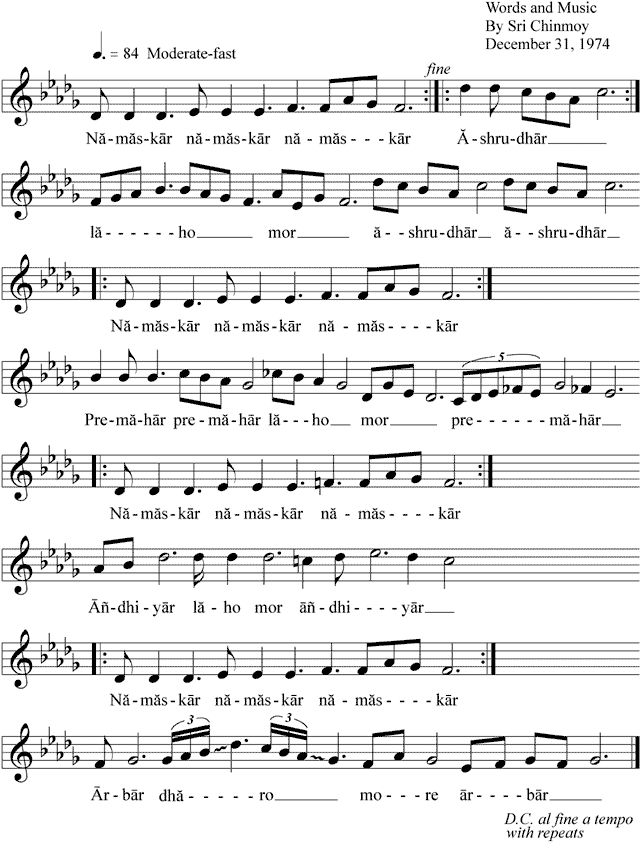 Words and Music
By Sri Chinmoy
December 31, 1974
♩. = 84 Moderate-fast
fine
Nă-măs-kār nă-măs-kār nă-măs- - -kār Ă-shru-dhār
lă- - - - - -ho mor ă-shru-dhār ă-shru-dhār
Nă-măs-kār nă-măs-kār nă-măs- - - -kār
Pre-mă-hār pre-mă-hār lă-ho mor pre- - - - - -mă-hār
5
Nă-măs-kār nă-măs-kār nă-măs- - - -kār
Āñ-dhi-yār lă-ho mor āñ-dhi- - - -yār
Nă-măs-kār nă-măs-kār nă-măs- - - -kār
3 3
Ār-bār dhă- - - - - -ro mo- -re ār- - -bār
D.C. al fine a tempo
with repeats